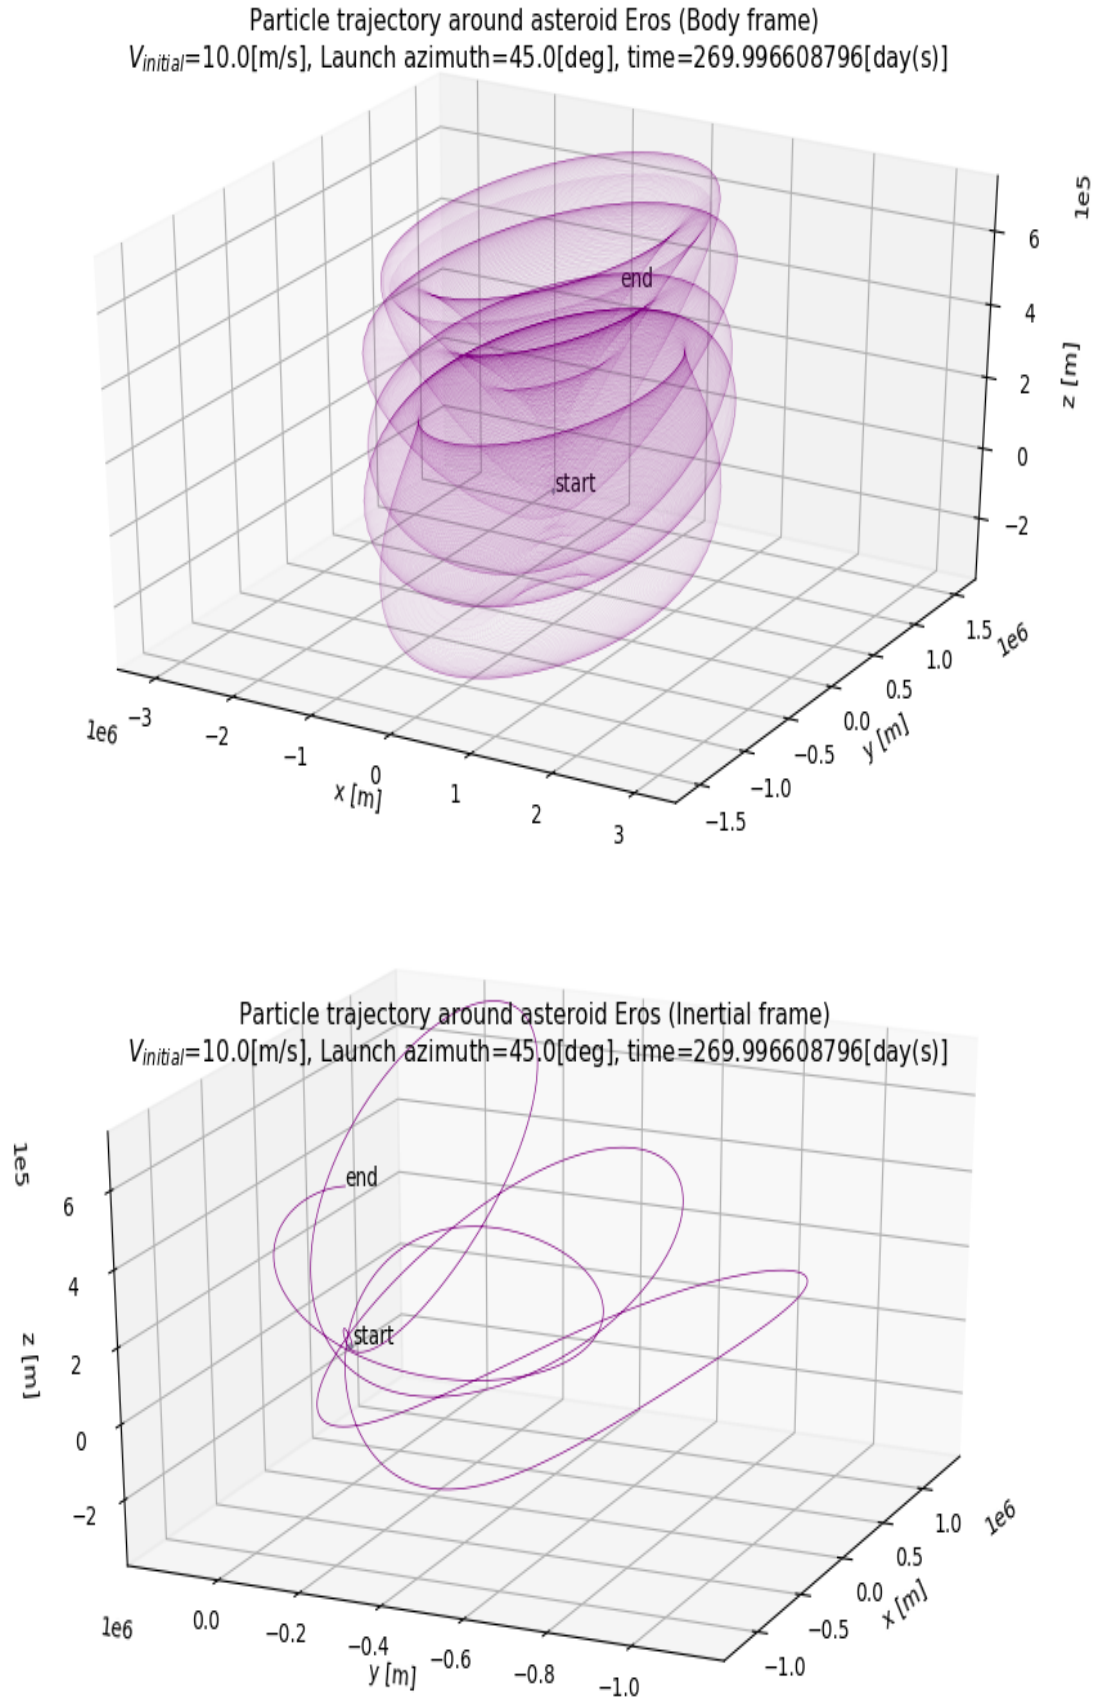 Particle trajectory around asteroid Eros (Body frame)
V_initial=10.0[m/s], Launch azimuth=45.0[deg], time=269.996608796[day(s)]
1e5
6
4
2
0
−2
z [m]
end
start
1.5
1.0
0.5
0.0
−0.5
−1.0
−1.5
1e6
y [m]
1e6
−3
−2
−1
0
1
2
3
x [m]
Particle trajectory around asteroid Eros (Inertial frame)
V_initial=10.0[m/s], Launch azimuth=45.0[deg], time=269.996608796[day(s)]
1e5
6
4
2
0
−2
z [m]
end
start
1e6
0.0
−0.2
−0.4
−0.6
−0.8
−1.0
y [m]
1.0
0.5
0.0
−0.5
−1.0
1e6
x [m]